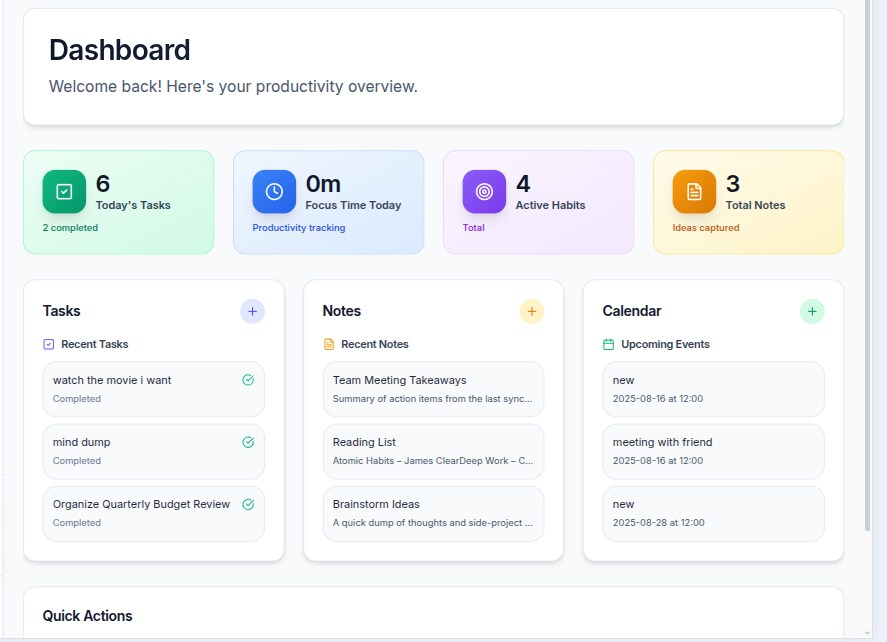 Dashboard
Welcome back! Here's your productivity overview.
6
Today's Tasks
2 completed
0m
Focus Time Today
Productivity tracking
4
Active Habits
Total
3
Total Notes
Ideas captured
Tasks
Recent Tasks
watch the movie i want
Completed
mind dump
Completed
Organize Quarterly Budget Review
Completed
Notes
Recent Notes
Team Meeting Takeaways
Summary of action items from the last sync...
Reading List
Atomic Habits – James ClearDeep Work – C...
Brainstorm Ideas
A quick dump of thoughts and side-project ...
Calendar
Upcoming Events
new
2025-08-16 at 12:00
meeting with friend
2025-08-16 at 12:00
new
2025-08-28 at 12:00
Quick Actions